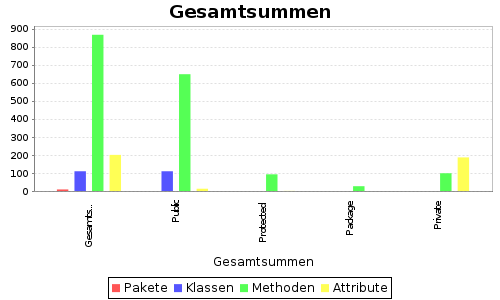 Gesamtsummen
900
800
700
600
500
400
300
200
100
0
Gesamts...
Public
Protected
Package
Private
Gesamtsummen
Pakete Klassen Methoden Attribute